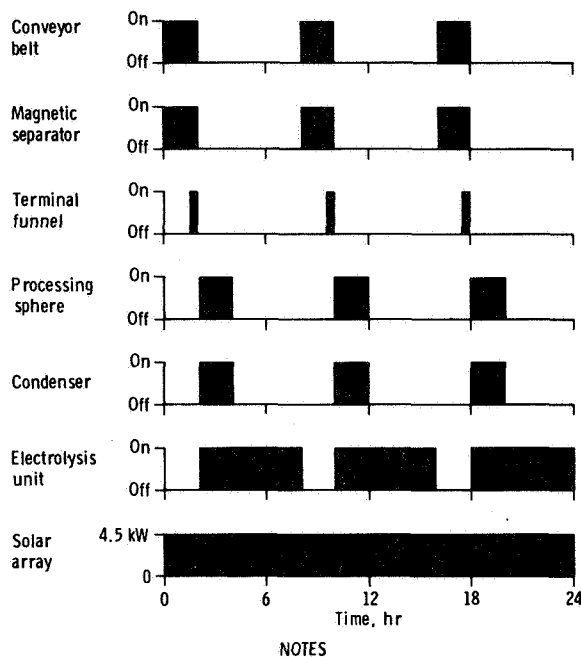 Conveyor belt
On
Off
Magnetic separator
On
Off
Terminal funnel
On
Off
Processing sphere
On
Off
Condenser
On
Off
Electrolysis unit
On
Off
Solar array
4.5 kW
0
0 6 12 18 24
Time, hr
NOTES